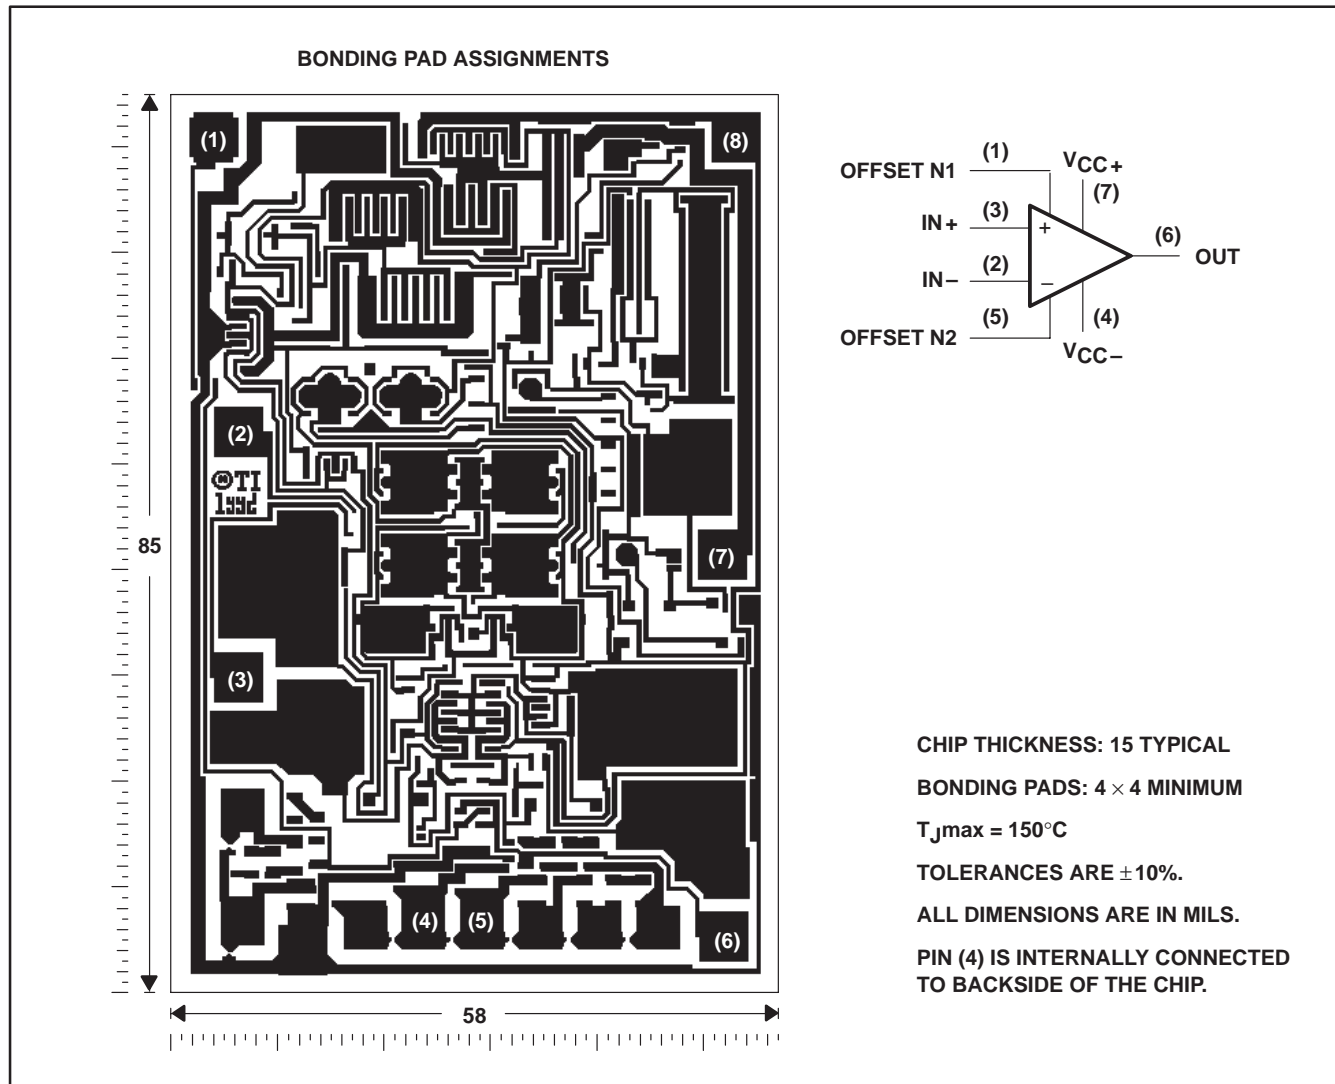 BONDING PAD ASSIGNMENTS
(1)
(8)
(2)
©TI
1992
(7)
(3)
(4)
(5)
(6)
85
58
OFFSET N1
(1)
VCC+
(7)
IN+
(3)
+
(6)
OUT
IN−
(2)
−
OFFSET N2
(5)
(4)
VCC−
CHIP THICKNESS: 15 TYPICAL
BONDING PADS: 4 × 4 MINIMUM
TJmax = 150°C
TOLERANCES ARE ±10%.
ALL DIMENSIONS ARE IN MILS.
PIN (4) IS INTERNALLY CONNECTED
TO BACKSIDE OF THE CHIP.